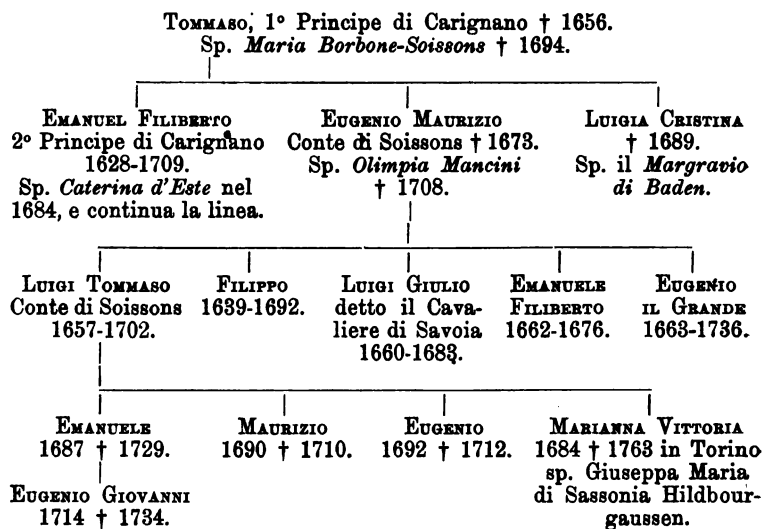 Tommaso, 1º Principe di Carignano † 1656.
Sp. Maria Borbone-Soissons † 1694.
Emanuel Filiberto
2º Principe di Carignano
1628-1709.
Sp. Caterina d'Este nel
1684, e continua la linea.
Eugenio Maurizio
Conte di Soissons † 1673.
Sp. Olimpia Mancini
† 1708.
Luigia Cristina
† 1689.
Sp. il Margravio
di Baden.
Luigi Tommaso
Conte di Soissons
1657-1702.
Filippo
1639-1692.
Luigi Giulio
detto il Cava-
liere di Savoia
1660-1683.
Emanuele
Filiberto
1662-1676.
Eugenio
il Grande
1663-1736.
Emanuele
1687 † 1729.
Maurizio
1690 † 1710.
Eugenio
1692 † 1712.
Marianna Vittoria
1684 † 1763 in Torino
sp. Giuseppa Maria
di Sassonia Hildbour-
gaussen.
Eugenio Giovanni
1714 † 1734.